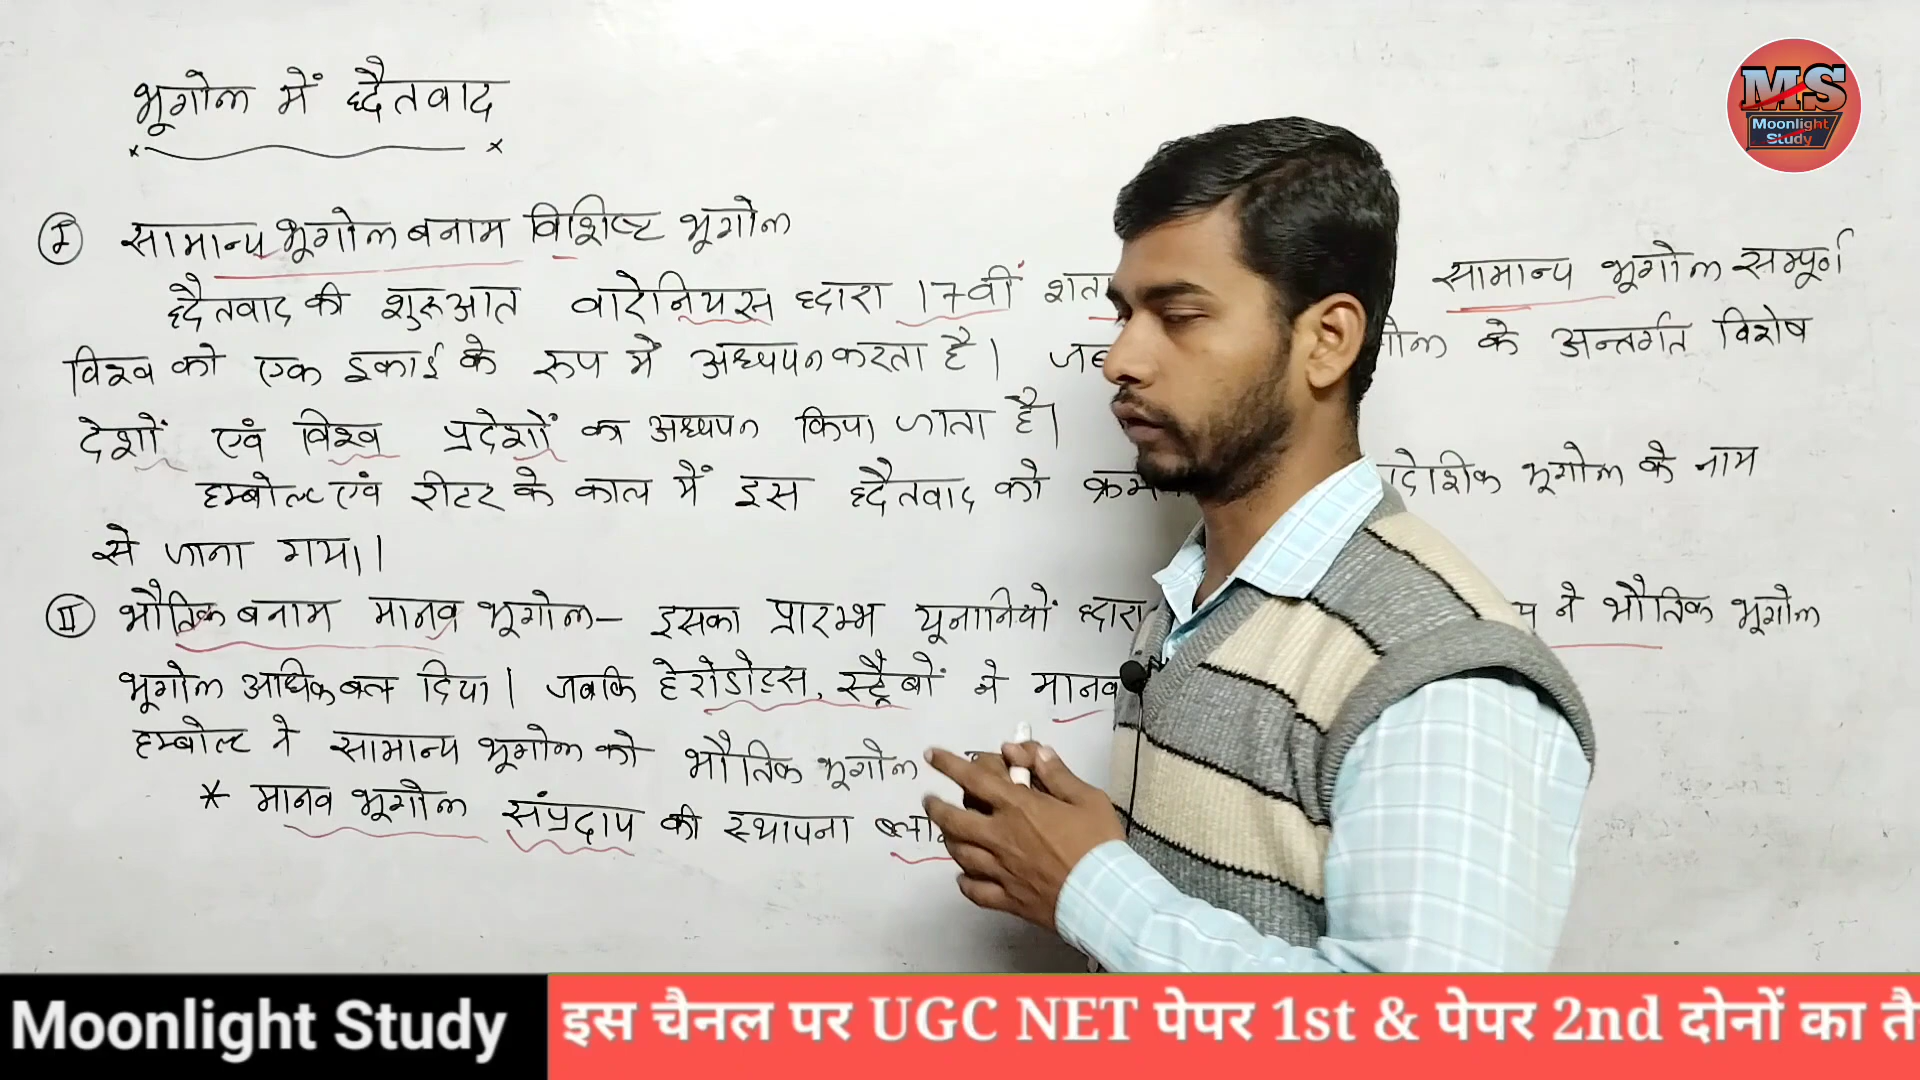 भूगोल में द्वैतवाद
I सामान्य भूगोल बनाम विशिष्ट भूगोल
द्वैतवाद की शुरूआत वारेनियस द्वारा 17वीं सामान्य भूगोल सम्पूर्ण
विश्व को एक इकाई के रूप में अध्ययन करता है। के अन्तर्गत विशेष
देशों एवं विश्व प्रदेशों का अध्ययन किया जाता है।
हम्बोल्ट एवं रीटर के काल में इस द्वैतवाद को भूगोल के नाम
से जाना गया।
II भौतिक बनाम मानव भूगोल – इसका प्रारम्भ यूनानियों द्वारा ने भौतिक भूगोल
भूगोल अधिक बल दिया। जबकि हेरोडोटस, स्ट्रैबों ने मानव
हम्बोल्ट ने सामान्य भूगोल को भौतिक भूगोल
* मानव भूगोल संप्रदाय की स्थापना
MS
Moonlight
Study
Moonlight Study इस चैनल पर UGC NET पेपर 1st & पेपर 2nd दोनों का